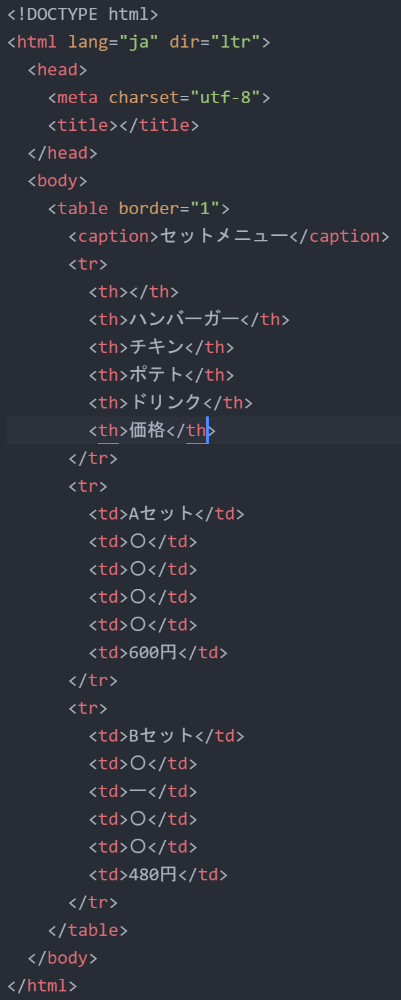 <!DOCTYPE html>
<html lang="ja" dir="ltr">
  <head>
    <meta charset="utf-8">
    <title></title>
  </head>
  <body>
    <table border="1">
      <caption>セットメニュー</caption>
      <tr>
        <th></th>
        <th>ハンバーガー</th>
        <th>チキン</th>
        <th>ポテト</th>
        <th>ドリンク</th>
        <th>価格</th>
      </tr>
      <tr>
        <td>Aセット</td>
        <td>〇</td>
        <td>〇</td>
        <td>〇</td>
        <td>〇</td>
        <td>600円</td>
      </tr>
      <tr>
        <td>Bセット</td>
        <td>〇</td>
        <td>ー</td>
        <td>〇</td>
        <td>〇</td>
        <td>480円</td>
      </tr>
    </table>
  </body>
</html>